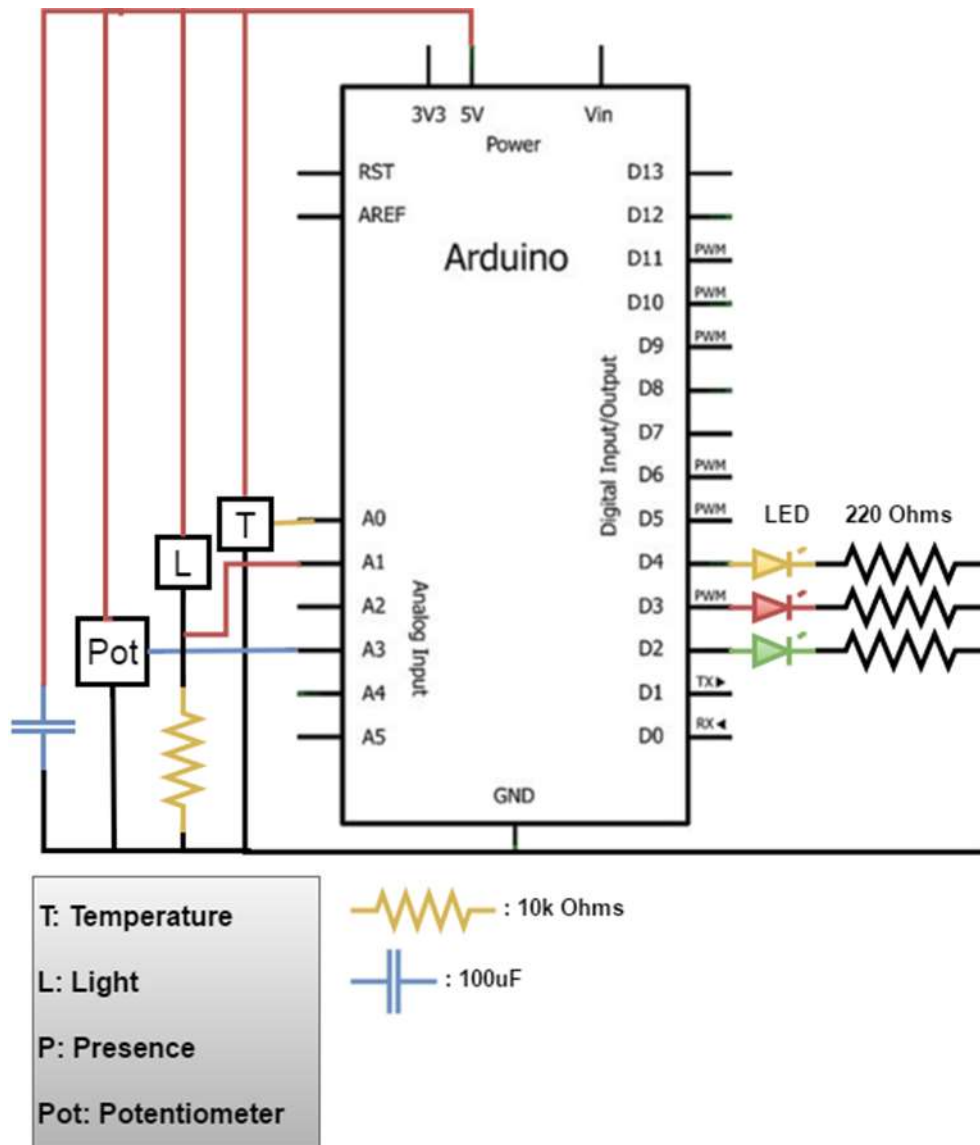 3V3 5V Vin
Power
RST D13
AREF D12
Arduino D11 PWM
D10 PWM
D9 PWM
D8
Digital Input/Output
D7
D6 PWM
T A0 D5 PWM LED 220 Ohms
L A1 D4
A2 D3 PWM
Analog Input
Pot A3 D2
A4 D1 TX▶
A5 D0 RX◀
GND
T: Temperature
: 10k Ohms
L: Light
: 100uF
P: Presence
Pot: Potentiometer